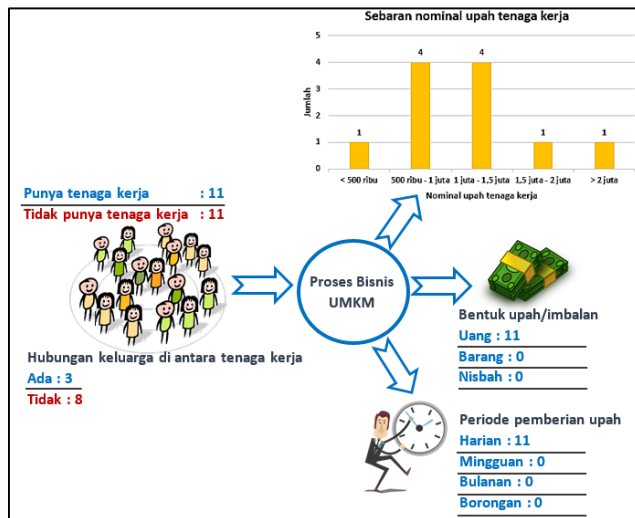 Sebaran nominal upah tenaga kerja
5
4
3
2
1
0
Jumlah
1
4
4
1
1
< 500 ribu
500 ribu - 1 juta
1 juta - 1,5 juta
1,5 juta - 2 juta
> 2 juta
Nominal upah tenaga kerja
Punya tenaga kerja : 11
Tidak punya tenaga kerja : 11
Hubungan keluarga di antara tenaga kerja
Ada : 3
Tidak : 8
Proses Bisnis
UMKM
Bentuk upah/imbalan
Uang : 11
Barang : 0
Nisbah : 0
Periode pemberian upah
Harian : 11
Mingguan : 0
Bulanan : 0
Borongan : 0